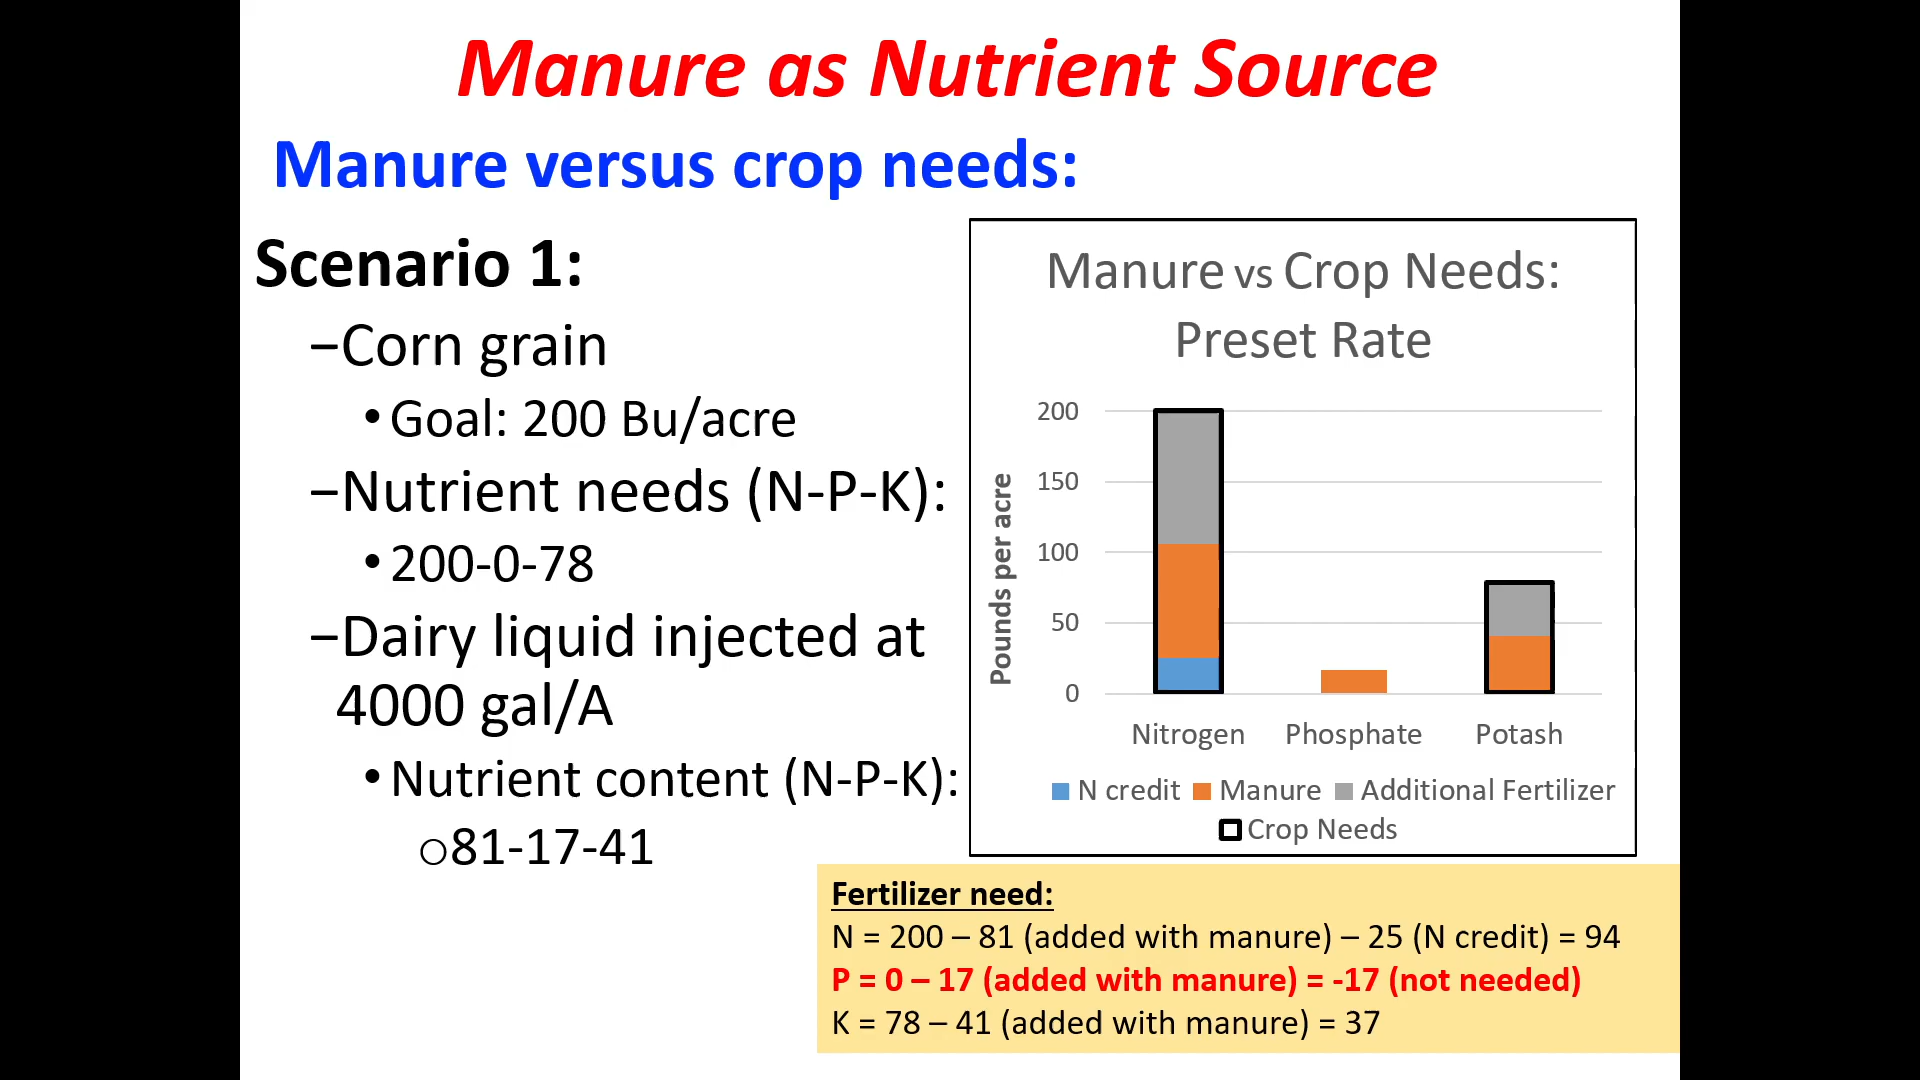 Manure as Nutrient Source
Manure versus crop needs:
Scenario 1:
–Corn grain
•Goal: 200 Bu/acre
–Nutrient needs (N-P-K):
•200-0-78
–Dairy liquid injected at
4000 gal/A
•Nutrient content (N-P-K):
o81-17-41
Manure vs Crop Needs:
Preset Rate
Pounds per acre
200
150
100
50
0
Nitrogen Phosphate Potash
N credit Manure Additional Fertilizer
Crop Needs
Fertilizer need:
N = 200 – 81 (added with manure) – 25 (N credit) = 94
P = 0 – 17 (added with manure) = -17 (not needed)
K = 78 – 41 (added with manure) = 37